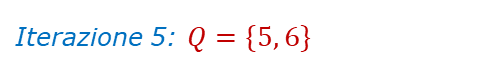 Iterazione 5: Q = {5, 6}